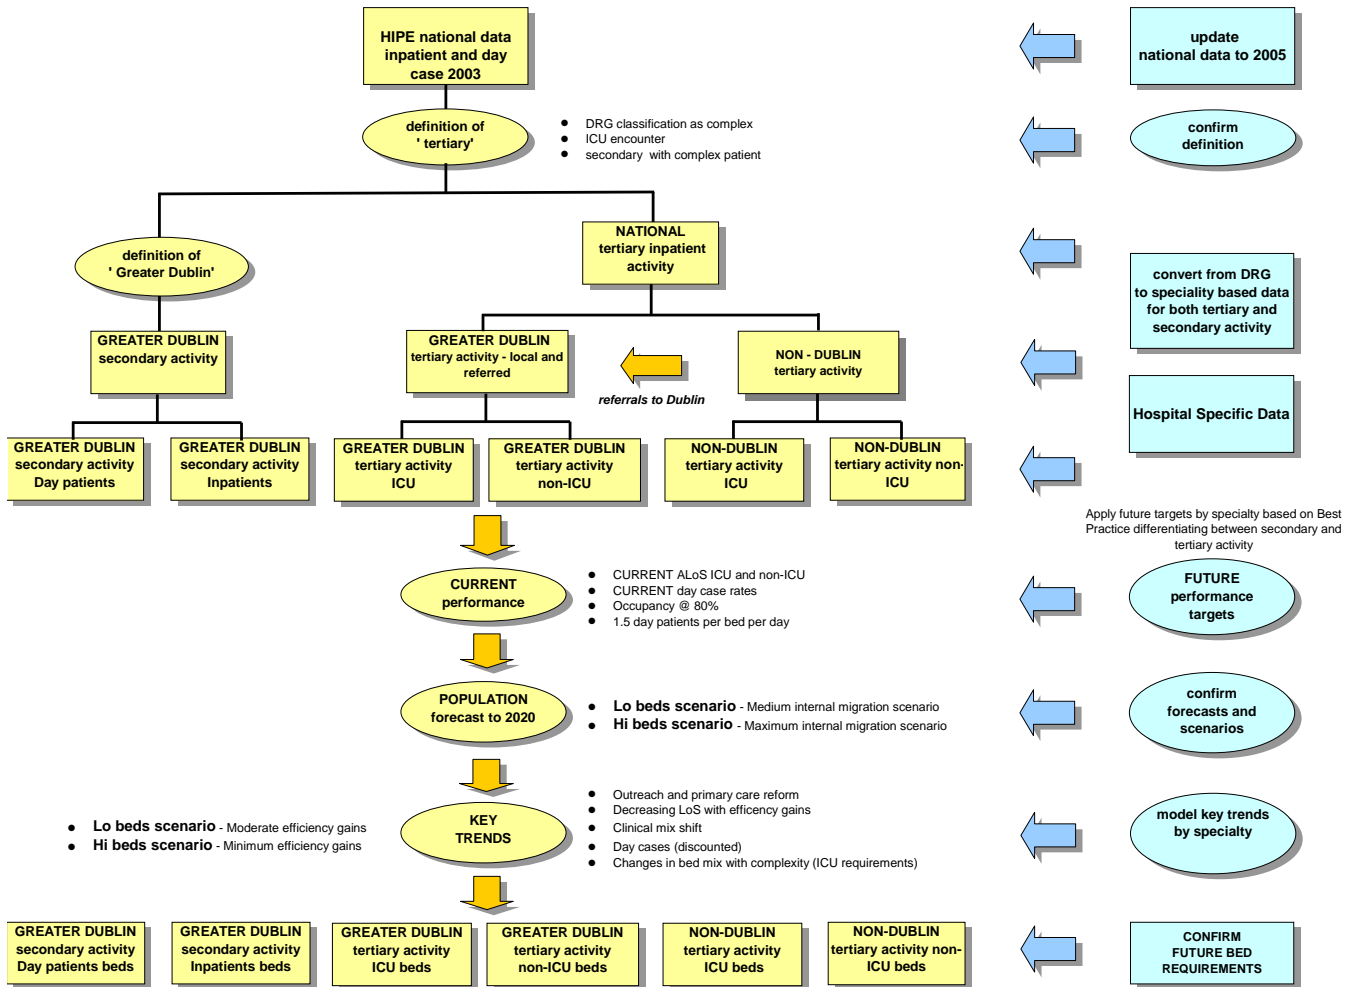 HIPE national data
inpatient and day
case 2003
update
national data to 2005
definition of
' tertiary'
● DRG classification as complex
● ICU encounter
● secondary with complex patient
confirm
definition
definition of
' Greater Dublin'
NATIONAL
tertiary inpatient
activity
convert from DRG
to speciality based data
for both tertiary and
secondary activity
GREATER DUBLIN
secondary activity
GREATER DUBLIN
tertiary activity - local and
referred
referrals to Dublin
NON - DUBLIN
tertiary activity
Hospital Specific Data
GREATER DUBLIN
secondary activity
Day patients
GREATER DUBLIN
secondary activity
Inpatients
GREATER DUBLIN
tertiary activity
ICU
GREATER DUBLIN
tertiary activity
non-ICU
NON-DUBLIN
tertiary activity
ICU
NON-DUBLIN
tertiary activity non-
ICU
Apply future targets by specialty based on Best
Practice differentiating between secondary and
tertiary activity
CURRENT
performance
● CURRENT ALoS ICU and non-ICU
● CURRENT day case rates
● Occupancy @ 80%
● 1.5 day patients per bed per day
FUTURE
performance
targets
POPULATION
forecast to 2020
● Lo beds scenario - Medium internal migration scenario
● Hi beds scenario - Maximum internal migration scenario
confirm
forecasts and
scenarios
● Lo beds scenario - Moderate efficiency gains
● Hi beds scenario - Minimum efficiency gains
KEY
TRENDS
● Outreach and primary care reform
● Decreasing LoS with efficency gains
● Clinical mix shift
● Day cases (discounted)
● Changes in bed mix with complexity (ICU requirements)
model key trends
by specialty
GREATER DUBLIN
secondary activity
Day patients beds
GREATER DUBLIN
secondary activity
Inpatients beds
GREATER DUBLIN
tertiary activity
ICU beds
GREATER DUBLIN
tertiary activity
non-ICU beds
NON-DUBLIN
tertiary activity
ICU beds
NON-DUBLIN
tertiary activity non-
ICU beds
CONFIRM
FUTURE BED
REQUIREMENTS